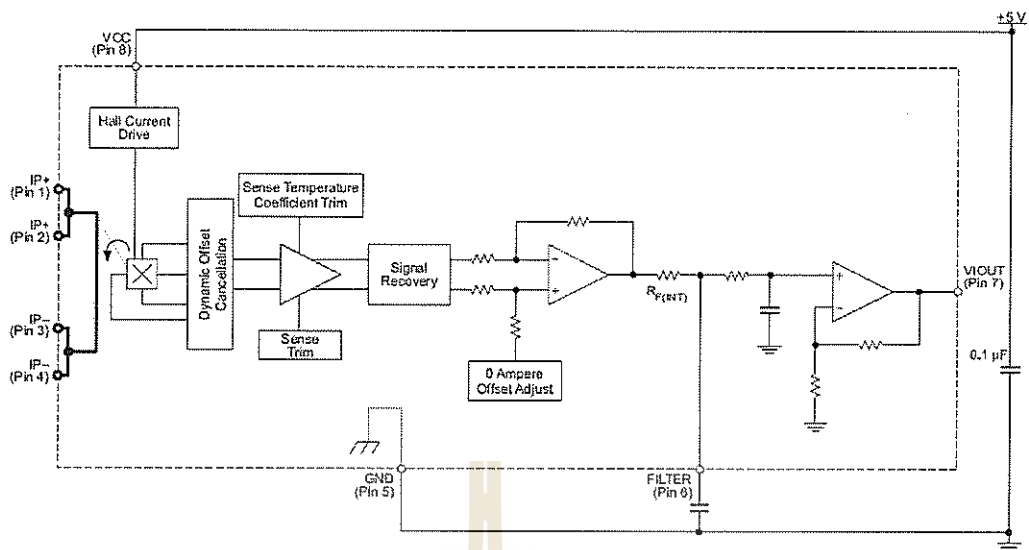 +5 V
VCC
(Pin 8)
Hall Current
Drive
IP+
(Pin 1)
IP+
(Pin 2)
IP−
(Pin 3)
IP−
(Pin 4)
Dynamic Offset
Cancellation
Sense Temperature
Coefficient Trim
Sense
Trim
Signal
Recovery
0 Ampere
Offset Adjust
RF(INT)
VIOUT
(Pin 7)
0.1 µF
GND
(Pin 5)
FILTER
(Pin 6)